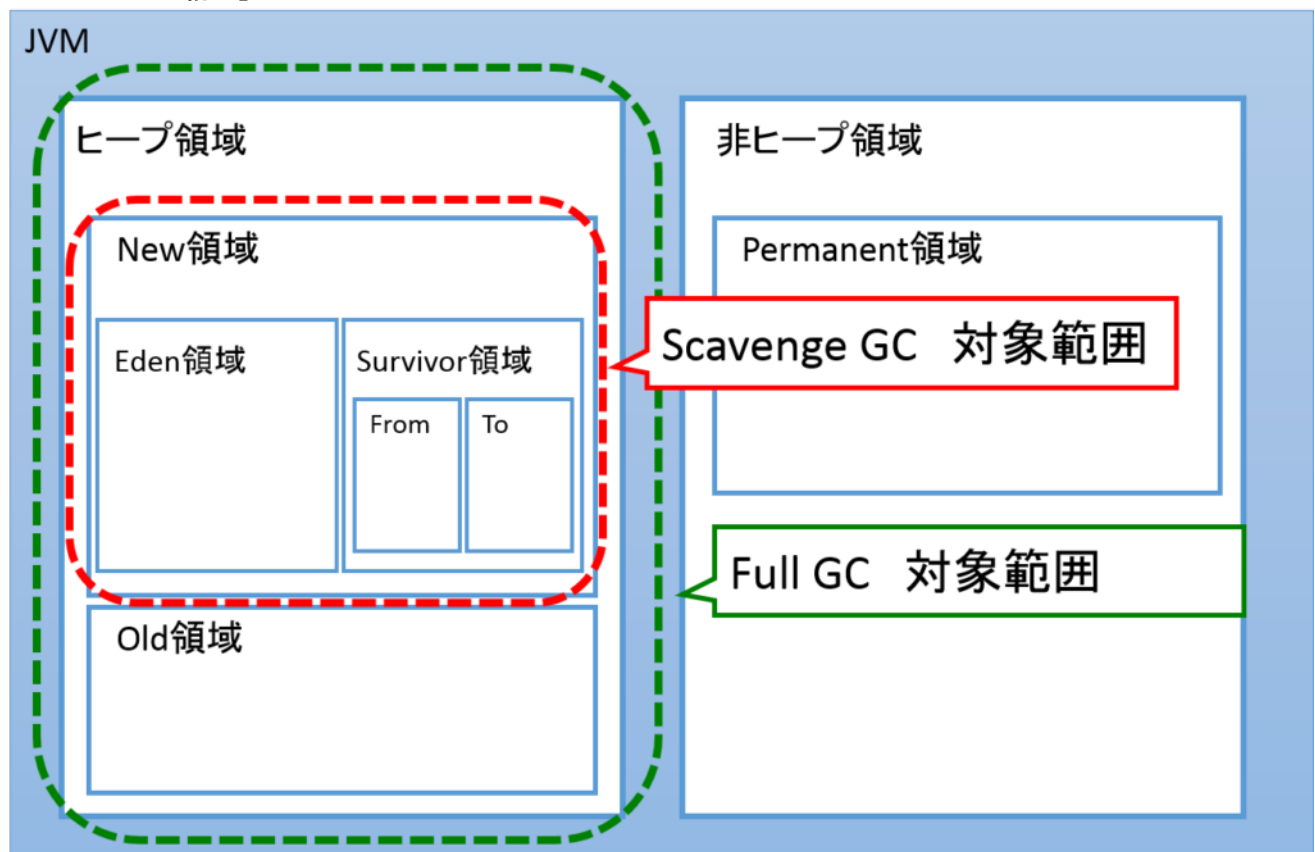 JVM
ヒープ領域
非ヒープ領域
New領域
Permanent領域
Eden領域
Survivor領域
From
To
Scavenge GC 対象範囲
Full GC 対象範囲
Old領域